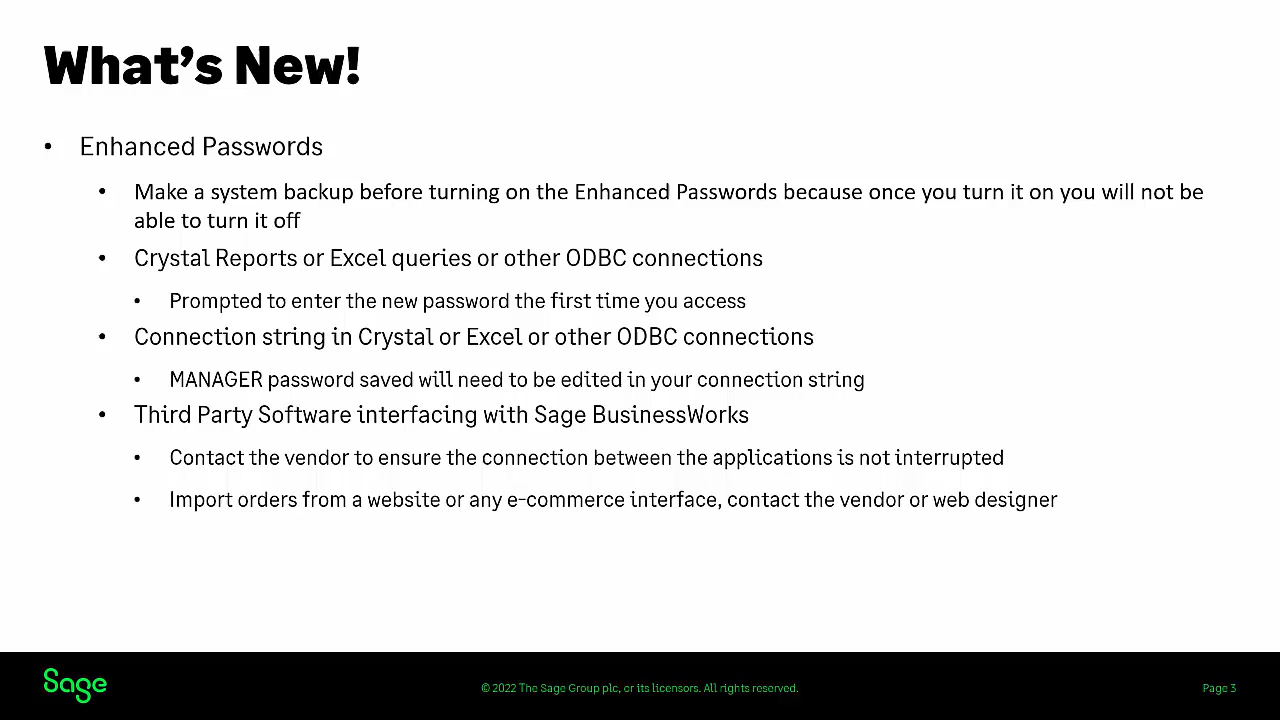 What's New!
• Enhanced Passwords
• Make a system backup before turning on the Enhanced Passwords because once you turn it on you will not be
able to turn it off
• Crystal Reports or Excel queries or other ODBC connections
• Prompted to enter the new password the first time you access
• Connection string in Crystal or Excel or other ODBC connections
• MANAGER password saved will need to be edited in your connection string
• Third Party Software interfacing with Sage BusinessWorks
• Contact the vendor to ensure the connection between the applications is not interrupted
• Import orders from a website or any e-commerce interface, contact the vendor or web designer
Sage
© 2022 The Sage Group plc, or its licensors. All rights reserved.
Page 3